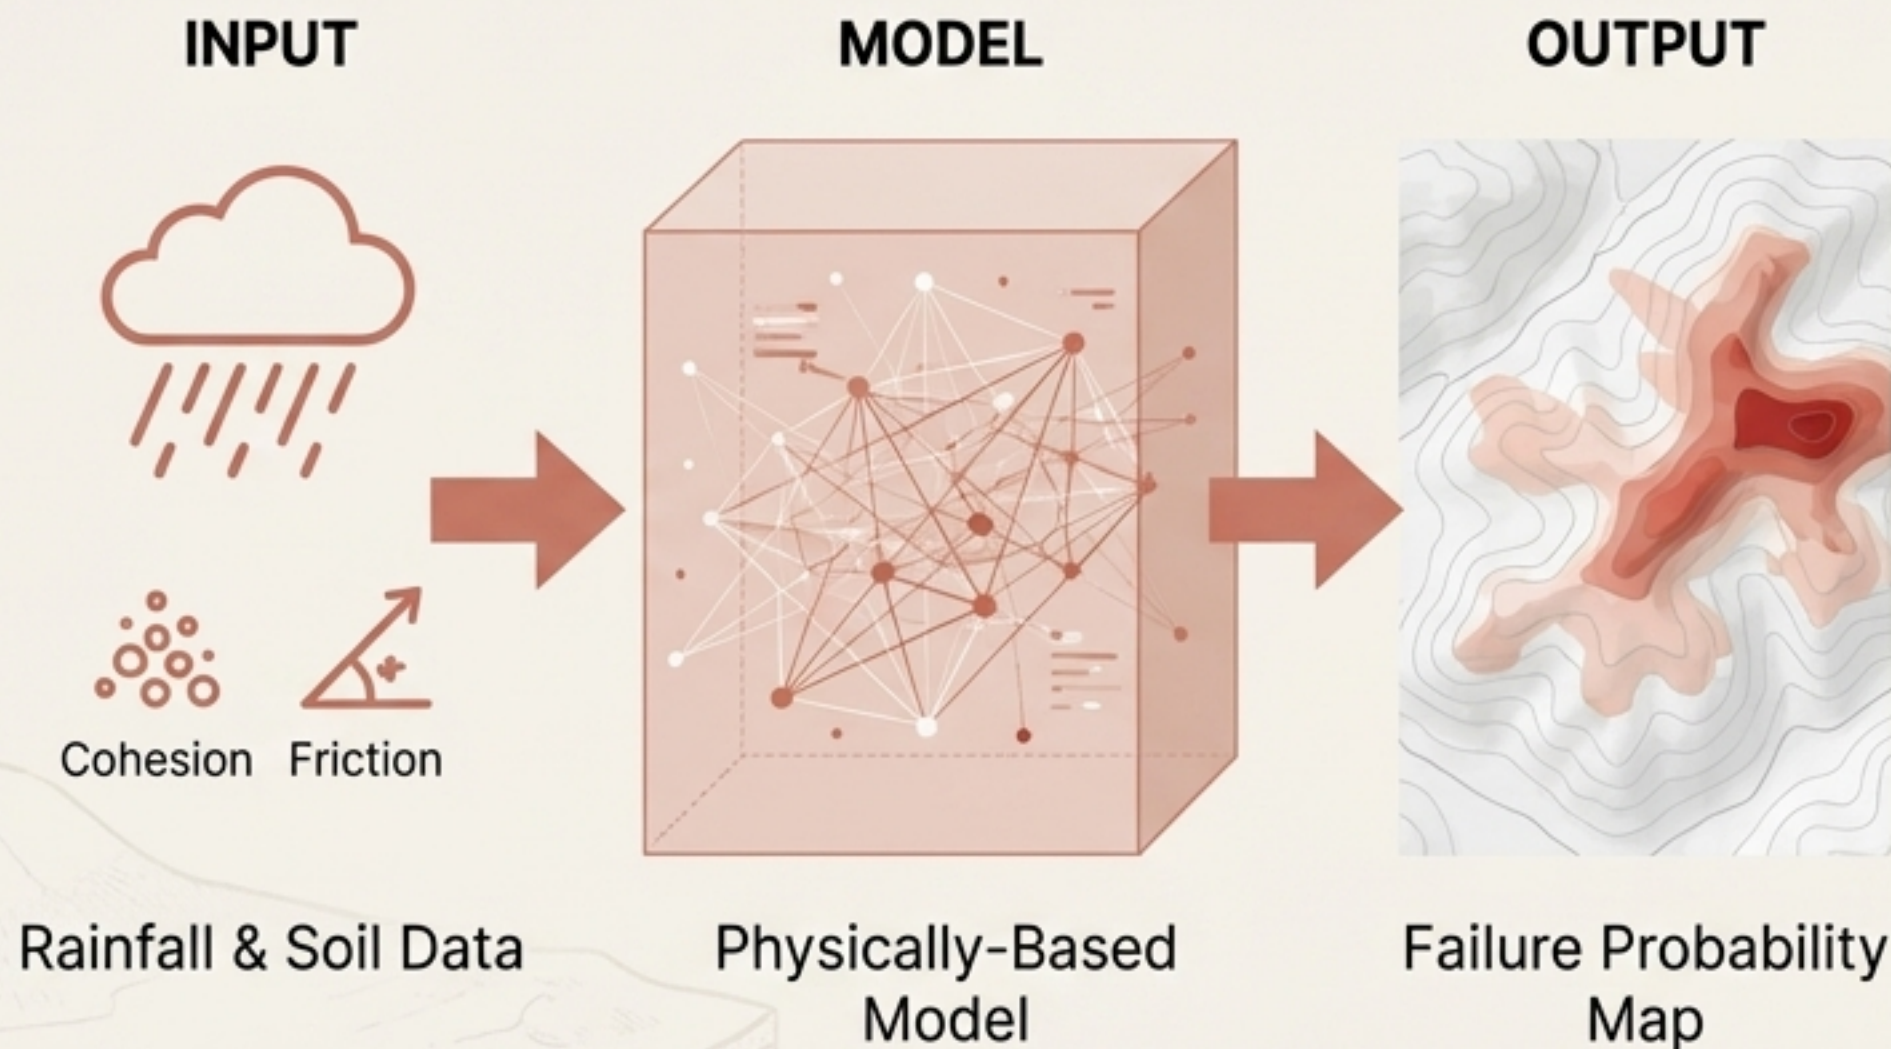 INPUT
MODEL
OUTPUT
Cohesion
Friction
Rainfall & Soil Data
Physically-Based
Model
Failure Probability
Map